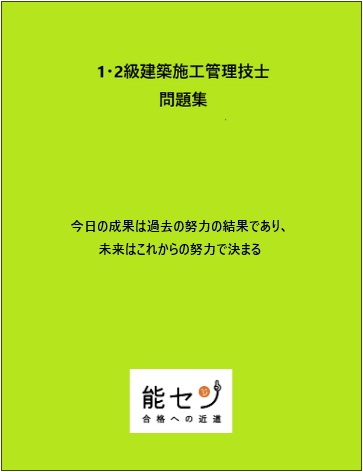 1・2級建築施工管理技士
問題集
今日の成果は過去の努力の結果であり、
未来はこれからの努力で決まる
能セン
合格への近道